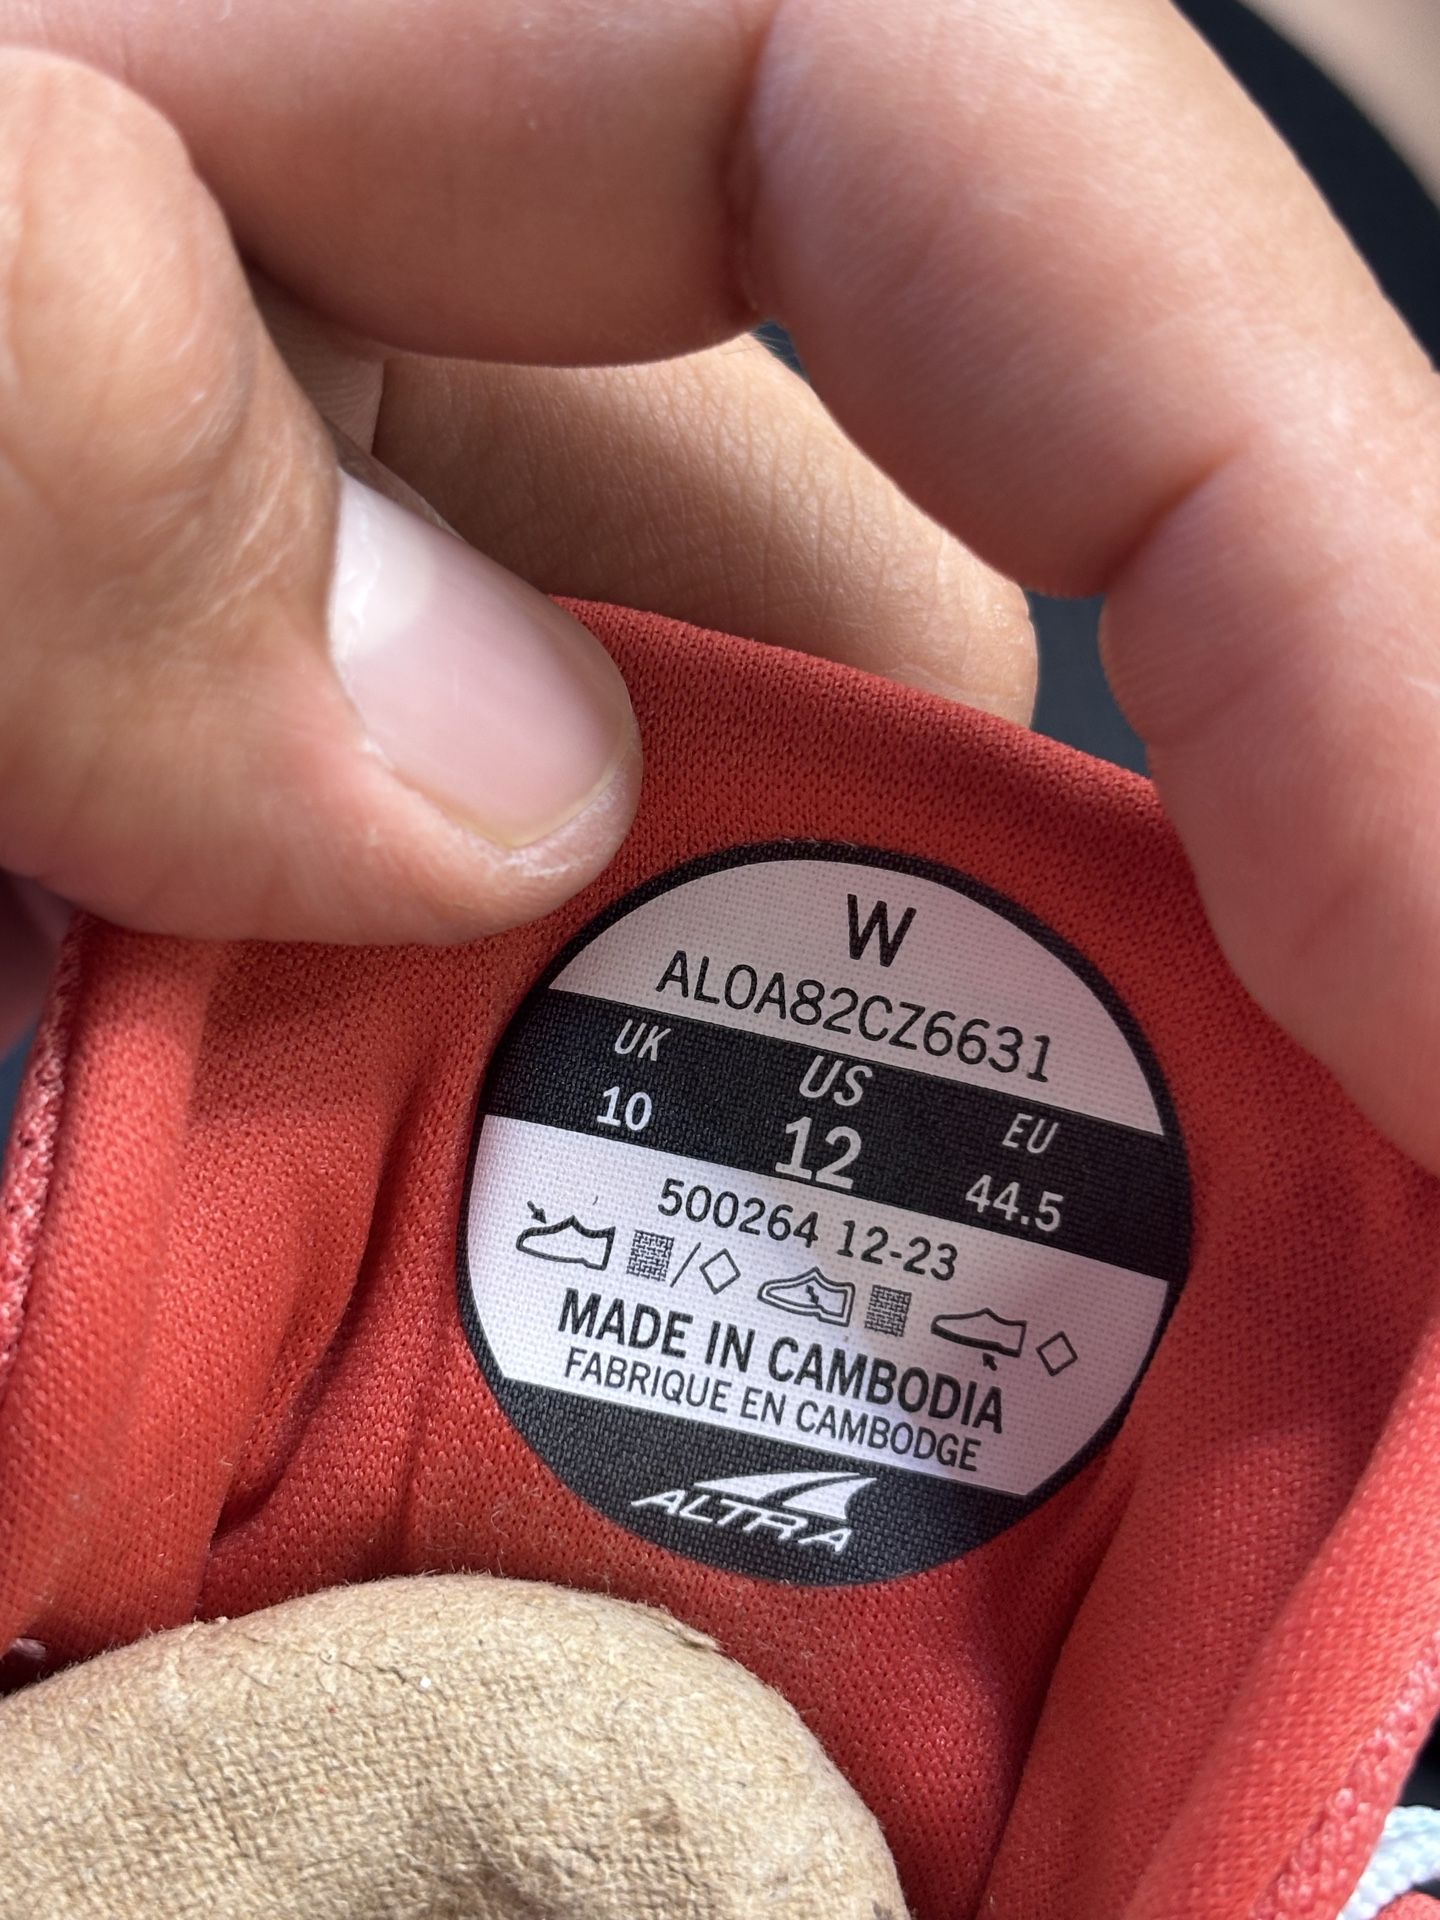 W
AL0A82CZ6631
UK US EU
10 12 44.5
500264 12-23
MADE IN CAMBODIA
FABRIQUE EN CAMBODGE
ALTRA